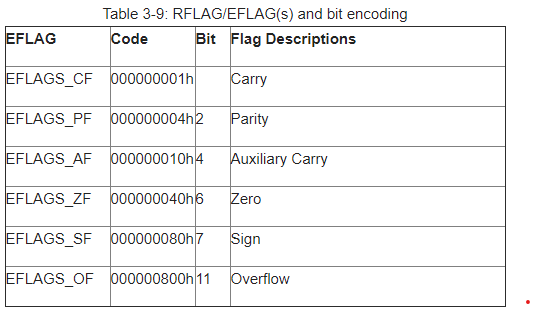 Table 3-9: RFLAG/EFLAG(s) and bit encoding
EFLAG Code Bit Flag Descriptions
EFLAGS_CF 000000001h Carry
EFLAGS_PF 000000004h 2 Parity
EFLAGS_AF 000000010h 4 Auxiliary Carry
EFLAGS_ZF 000000040h 6 Zero
EFLAGS_SF 000000080h 7 Sign
EFLAGS_OF 000000800h 11 Overflow